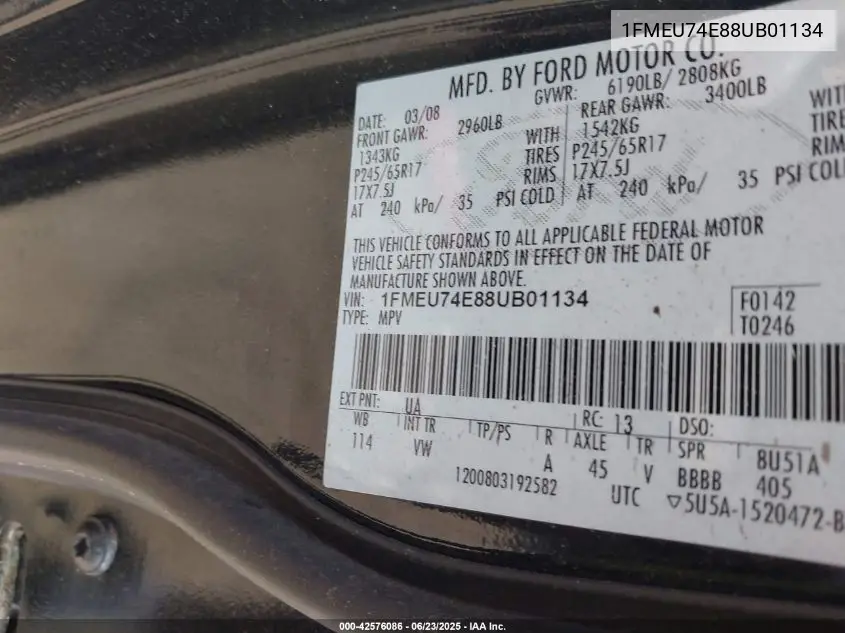 1FMEU74E88UB01134
MFD. BY FORD MOTOR CO.
DATE: 03/08 GVWR: 6190LB/ 2808KG
FRONT GAWR: 2960LB REAR GAWR: 3400LB
1343KG WITH 1542KG WITH
P245/65R17 TIRES P245/65R17 TIRE
17X7.5J RIMS 17X7.5J RIM
AT 240 kPa/ 35 PSI COLD AT 240 kPa/ 35 PSI COL
THIS VEHICLE CONFORMS TO ALL APPLICABLE FEDERAL MOTOR
VEHICLE SAFETY STANDARDS IN EFFECT ON THE DATE OF
MANUFACTURE SHOWN ABOVE.
VIN: 1FMEU74E88UB01134 F0142
TYPE: MPV T0246
EXT PNT: UA RC: 13 DSO:
WB INT TR TP/PS R AXLE TR SPR 8U51A
114 VW A 45 V BBBB 405
1200803192582 UTC ▽5U5A-1520472-B
000-42576086 - 06/23/2025 - IAA Inc.